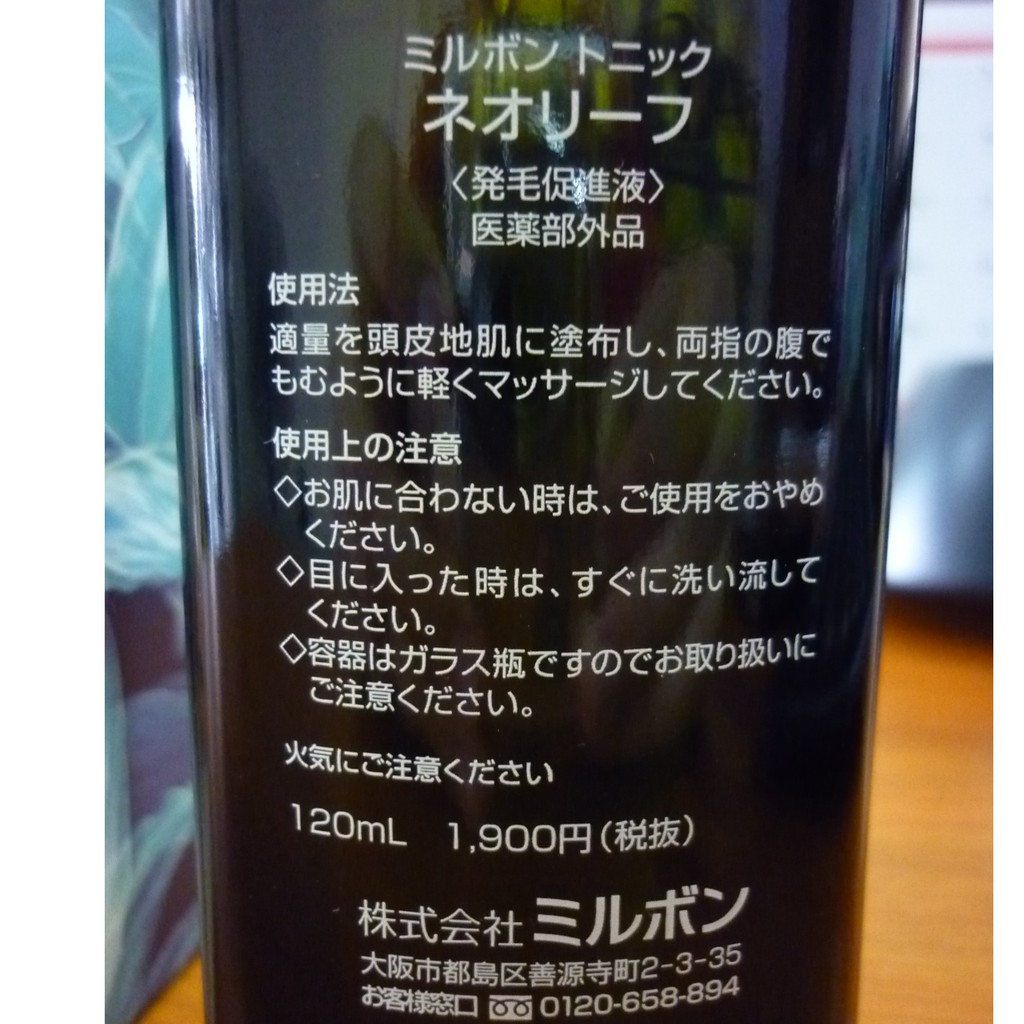 ミルボン トニック
ネオリーフ
〈発毛促進液〉
医薬部外品
使用法
適量を頭皮地肌に塗布し、両指の腹で
もむように軽くマッサージしてください。
使用上の注意
◇お肌に合わない時は、ご使用をおやめ
ください。
◇目に入った時は、すぐに洗い流して
ください。
◇容器はガラス瓶ですのでお取り扱いに
ご注意ください。
火気にご注意ください
120mL 1,900円(税抜)
株式会社 ミルボン
大阪市都島区善源寺町2-3-35
お客様窓口 0120-658-894